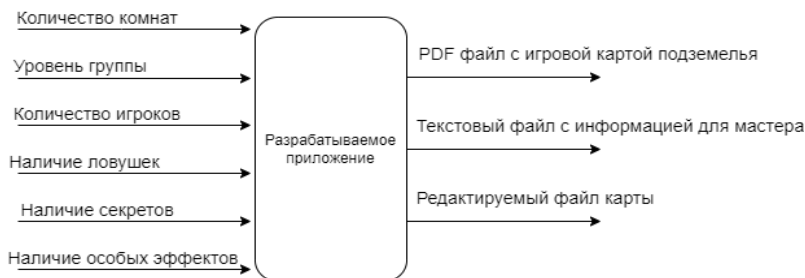 Количество комнат
Уровень группы
Количество игроков
Наличие ловушек
Наличие секретов
Наличие особых эффектов
Разрабатываемое
приложение
PDF файл с игровой картой подземелья
Текстовый файл с информацией для мастера
Редактируемый файл карты